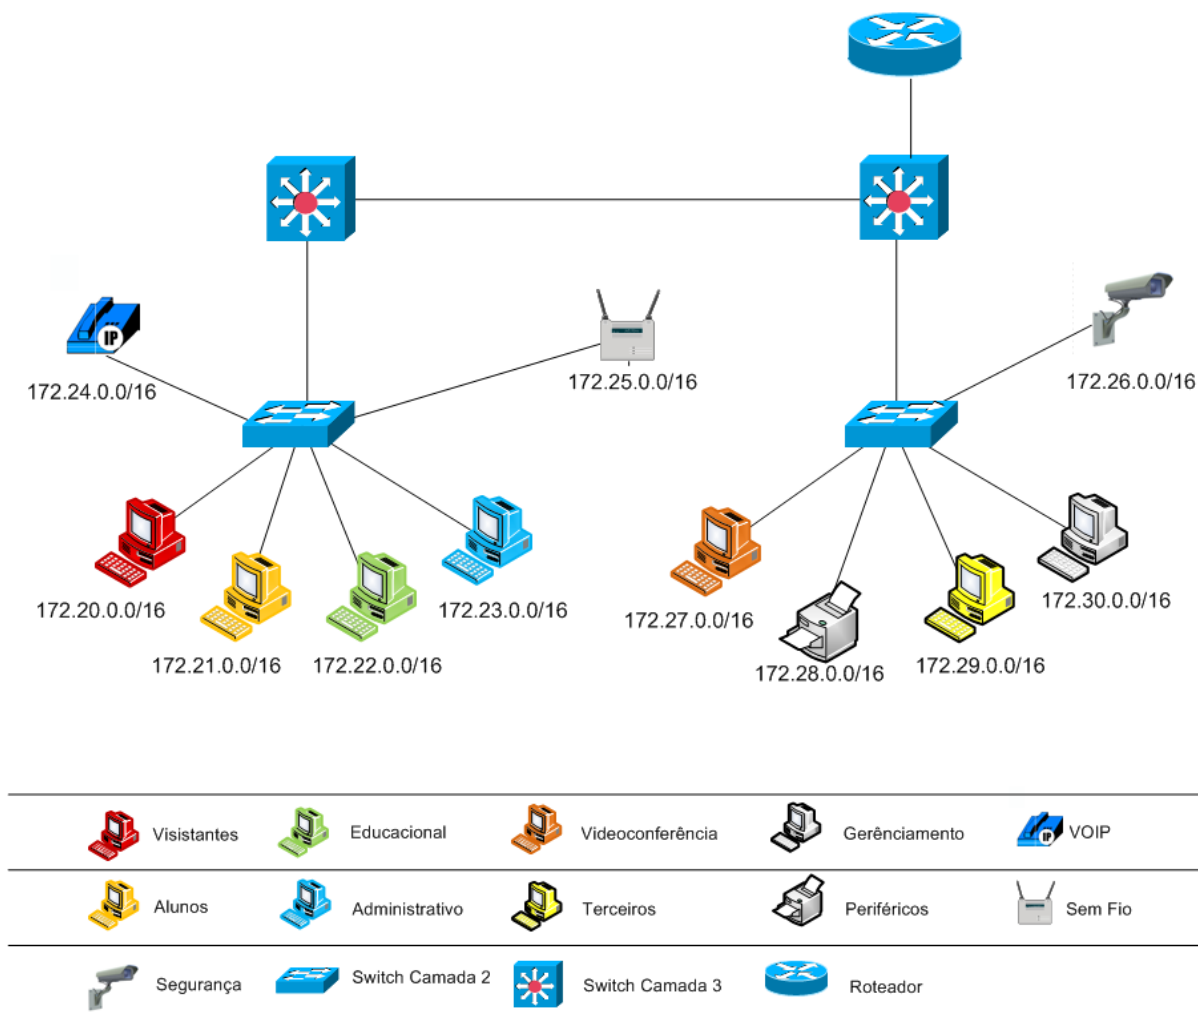 172.24.0.0/16
172.25.0.0/16
172.26.0.0/16
172.20.0.0/16
172.21.0.0/16
172.22.0.0/16
172.23.0.0/16
172.27.0.0/16
172.28.0.0/16
172.29.0.0/16
172.30.0.0/16
IP
Visistantes
Educacional
Videoconferência
Gerênciamento
IP
VOIP
Alunos
Administrativo
Terceiros
Periféricos
Sem Fio
Segurança
Switch Camada 2
Switch Camada 3
Roteador